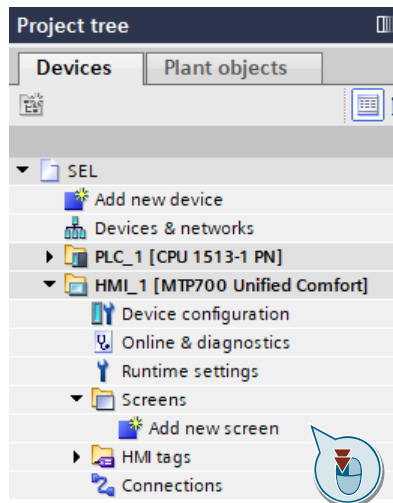 Project tree
Devices
Plant objects
SEL
Add new device
Devices & networks
PLC_1 [CPU 1513-1 PN]
HMI_1 [MTP700 Unified Comfort]
Device configuration
Online & diagnostics
Runtime settings
Screens
Add new screen
HMI tags
Connections